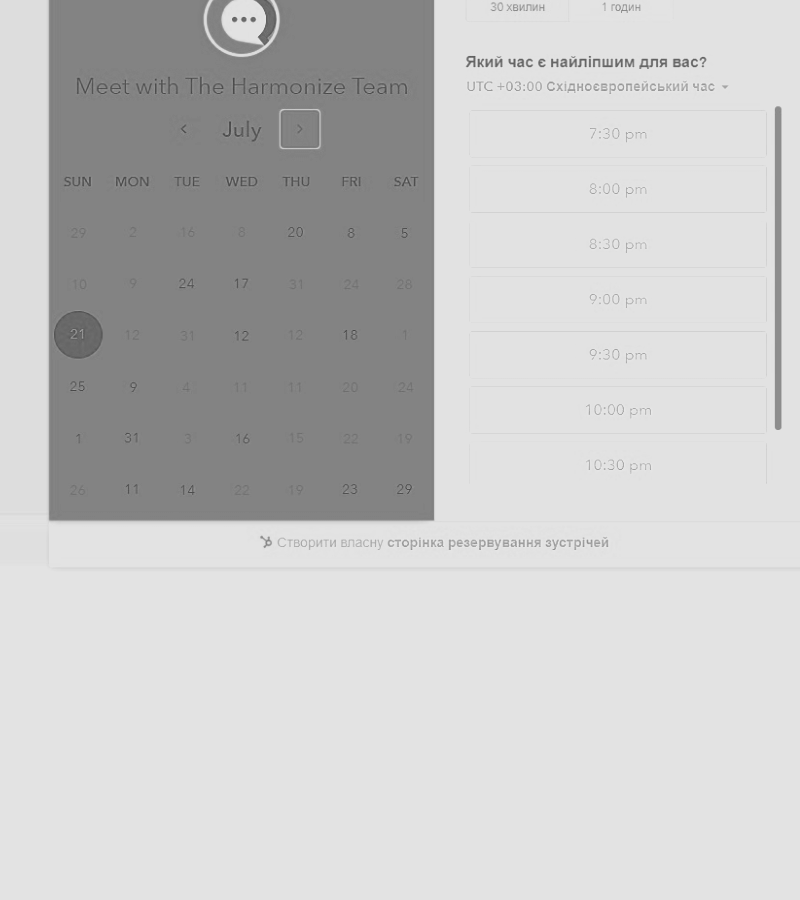 Meet with The Harmonize Team
July
SUN MON TUE WED THU FRI SAT
29 2 16 8 20 8 5
10 9 24 17 31 24 28
21 12 31 12 12 18 1
25 9 4 11 11 20 24
1 31 3 16 15 22 19
26 11 14 22 19 23 29
30 хвилин 1 годин
Який час є найліпшим для вас?
UTC +03:00 Східноєвропейський час
7:30 pm
8:00 pm
8:30 pm
9:00 pm
9:30 pm
10:00 pm
10:30 pm
Створити власну сторінка резервування зустрічей